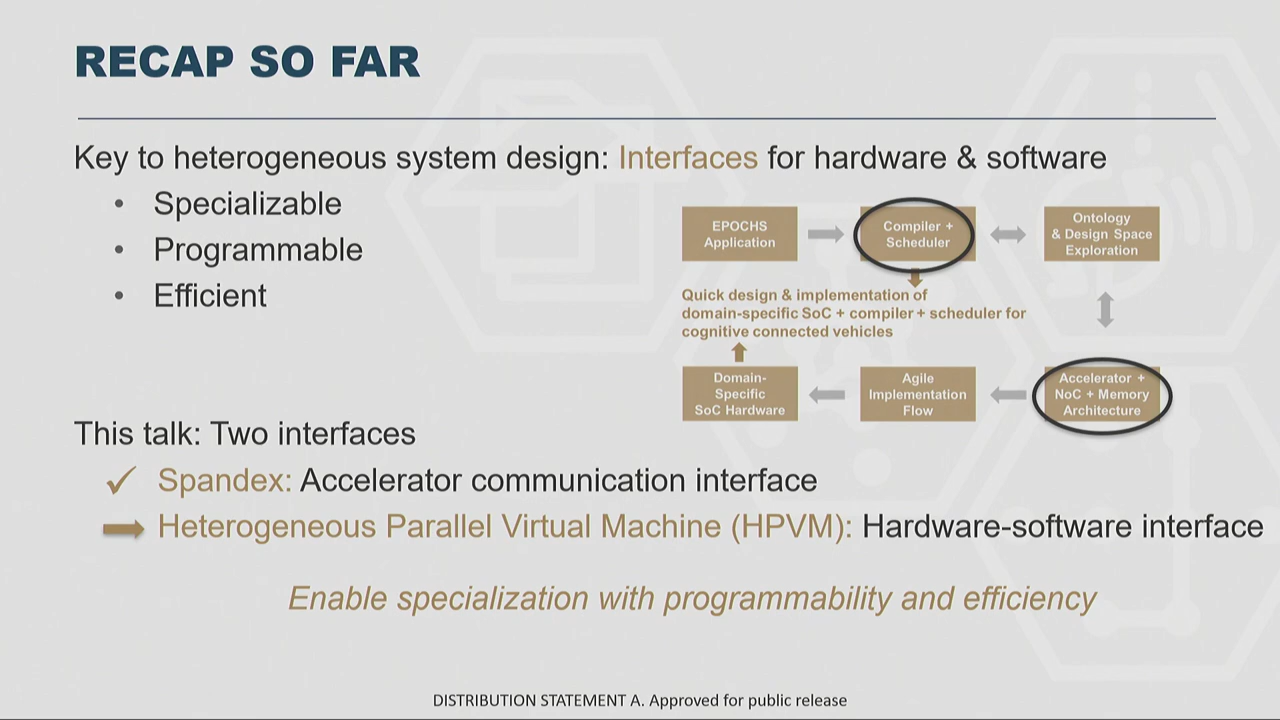 RECAP SO FAR
Key to heterogeneous system design: Interfaces for hardware & software
• Specializable
• Programmable
• Efficient
EPOCHS
Application
Compiler +
Scheduler
Ontology
& Design Space
Exploration
Quick design & implementation of
domain-specific SoC + compiler + scheduler for
cognitive connected vehicles
Domain-
Specific
SoC Hardware
Agile
Implementation
Flow
Accelerator +
NoC + Memory
Architecture
This talk: Two interfaces
Spandex: Accelerator communication interface
Heterogeneous Parallel Virtual Machine (HPVM): Hardware-software interface
Enable specialization with programmability and efficiency
DISTRIBUTION STATEMENT A. Approved for public release